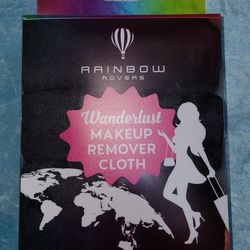 RAINBOW
ROVERS
Wanderlust
MAKEUP
REMOVER
CLOTH